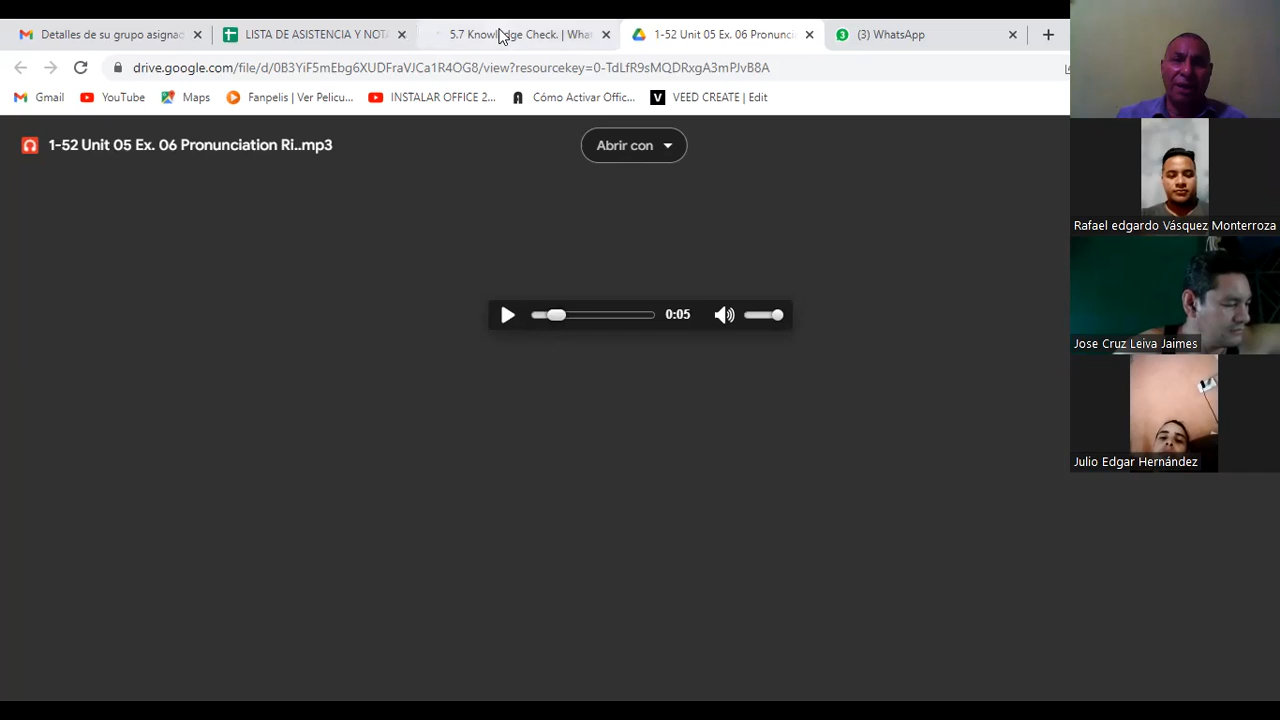 Detalles de su grupo asignac
LISTA DE ASISTENCIA Y NOTA
5.7 Knowledge Check. | What
1-52 Unit 05 Ex. 06 Pronunci
(3) WhatsApp
drive.google.com/file/d/0B3YiF5mEbg6XUDFraVJCa1R4OG8/view?resourcekey=0-TdLfR9sMQDRxgA3mPJvB8A
Gmail
YouTube
Maps
Fanpelis | Ver Pelicu...
INSTALAR OFFICE 2...
Cómo Activar Offic...
VEED CREATE | Edit
1-52 Unit 05 Ex. 06 Pronunciation Ri..mp3
Abrir con
0:05
Rafael edgardo Vásquez Monterroza
Jose Cruz Leiva Jaimes
Julio Edgar Hernández